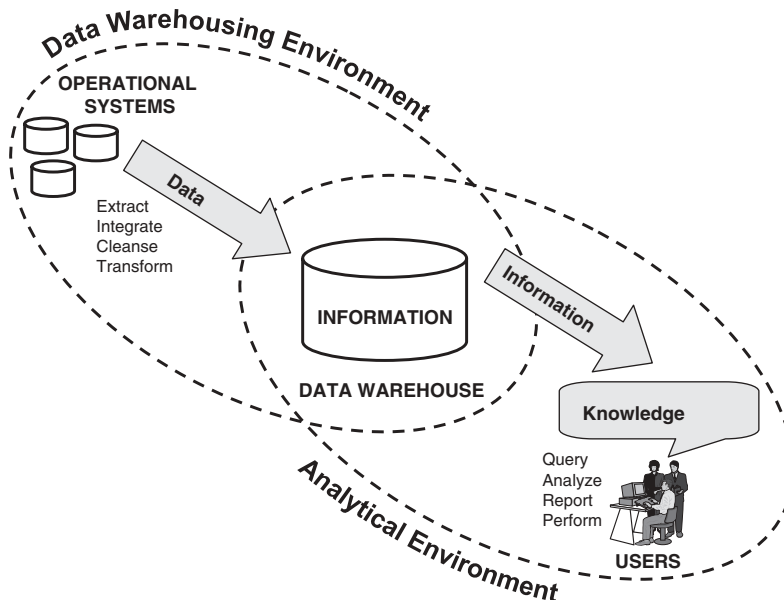 Data Warehousing Environment
OPERATIONAL
SYSTEMS
Data
Extract
Integrate
Cleanse
Transform
INFORMATION
DATA WAREHOUSE
Information
Knowledge
Query
Analyze
Report
Perform
USERS
Analytical Environment